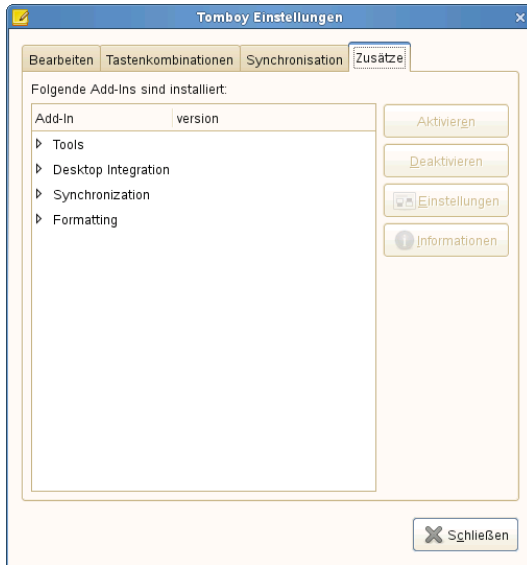 Tomboy Einstellungen
Bearbeiten Tastenkombinationen Synchronisation Zusätze
Folgende Add-Ins sind installiert:
Add-In version
Tools
Desktop Integration
Synchronization
Formatting
Aktivieren
Deaktivieren
Einstellungen
Informationen
Schließen